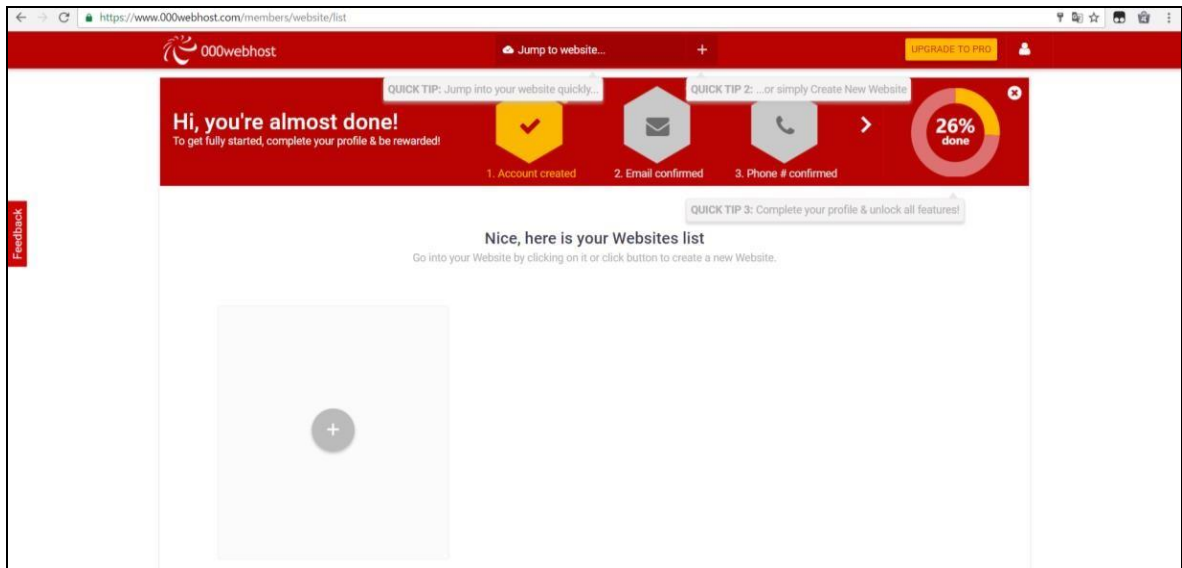 https://www.000webhost.com/members/website/list
000webhost
Jump to website...
+
UPGRADE TO PRO
QUICK TIP: Jump into your website quickly...
QUICK TIP 2: ...or simply Create New Website
Hi, you're almost done!
To get fully started, complete your profile & be rewarded!
1. Account created
2. Email confirmed
3. Phone # confirmed
26%
done
QUICK TIP 3: Complete your profile & unlock all features!
Feedback
Nice, here is your Websites list
Go into your Website by clicking on it or click button to create a new Website.
+